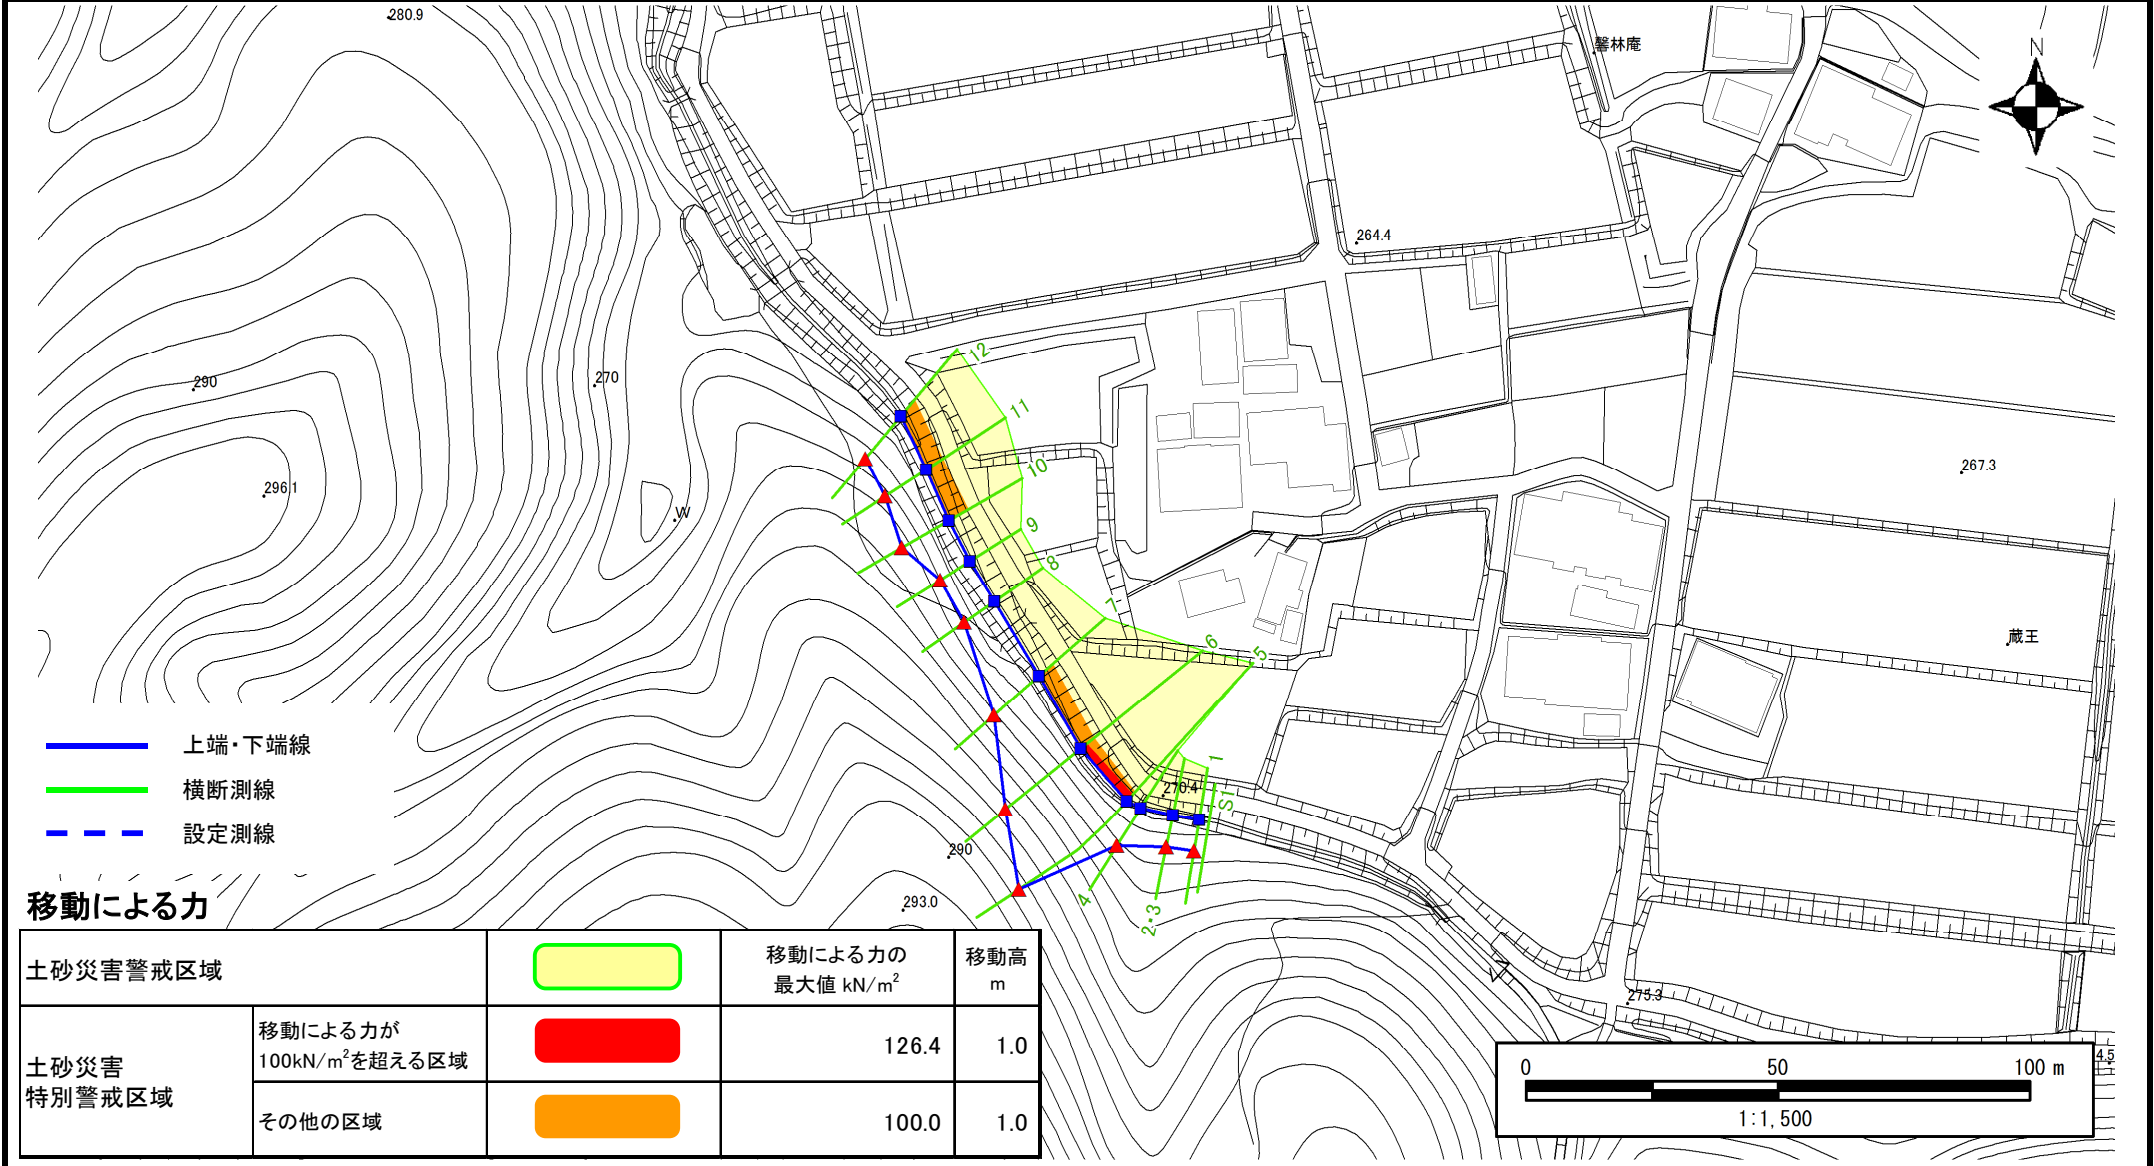 280.9
馨林庵
N
264.4
290
270
296.1
W
267.3
蔵王
12
11
10
9
8
7
6
5
1
S1
270.4
4
2・3
290
293.0
275.3
4.5
上端・下端線
横断測線
設定測線
移動による力
土砂災害警戒区域
移動による力の
最大値 kN/m²
移動高
m
土砂災害
特別警戒区域
移動による力が
100kN/m²を超える区域
126.4
1.0
その他の区域
100.0
1.0
0 50 100 m
1:1,500